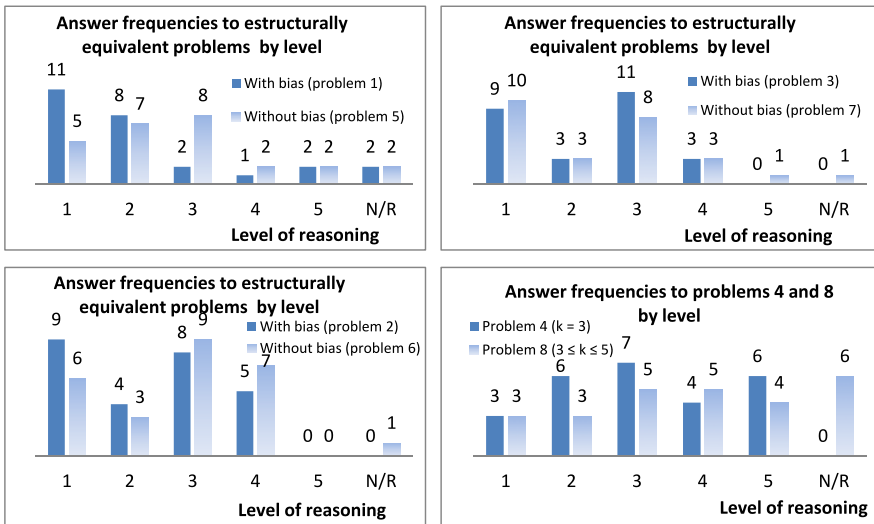 Answer frequencies to estructurally
equivalent problems by level
11
8
8
7
5
2
1
2
2
2
2
2
With bias (problem 1)
Without bias (problem 5)
1 2 3 4 5 N/R
Level of reasoning
Answer frequencies to estructurally
equivalent problems by level
9
10
3
3
11
8
3
3
0
1
0
1
With bias (problem 3)
Without bias (problem 7)
1 2 3 4 5 N/R
Level of reasoning
Answer frequencies to estructurally
equivalent problems by level
9
6
4
3
8
9
5
7
0
0
0
1
With bias (problem 2)
Without bias (problem 6)
1 2 3 4 5 N/R
Level of reasoning
Answer frequencies to problems 4 and 8
by level
Problem 4 (k = 3)
Problem 8 (3 ≤ k ≤ 5)
3
3
6
3
7
5
4
5
6
4
0
6
1 2 3 4 5 N/R
Level of reasoning